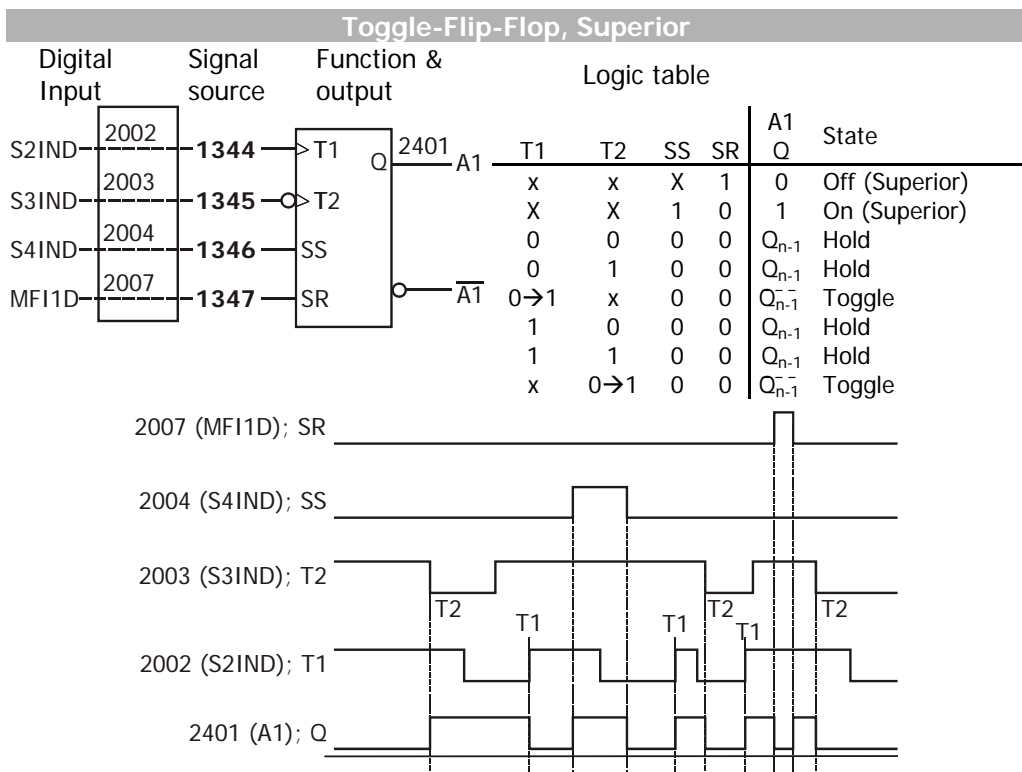 Toggle-Flip-Flop, Superior
Digital Input
Signal source
Function & output
Logic table
S2IND 2002 1344 T1 Q 2401 A1
S3IND 2003 1345 T2
S4IND 2004 1346 SS
MFI1D 2007 1347 SR A1
T1 T2 SS SR A1 Q State
x x X 1 0 Off (Superior)
X X 1 0 1 On (Superior)
0 0 0 0 Qn-1 Hold
0 1 0 0 Qn-1 Hold
0→1 x 0 0 Qn-1 Toggle
1 0 0 0 Qn-1 Hold
1 1 0 0 Qn-1 Hold
x 0→1 0 0 Qn-1 Toggle
2007 (MFI1D); SR
2004 (S4IND); SS
2003 (S3IND); T2
T2 T1 T1 T2 T1 T2
2002 (S2IND); T1
2401 (A1); Q